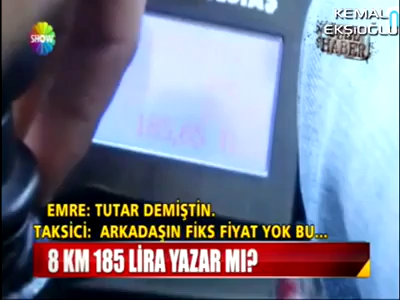 SHOW
KEMAL
EKŞİOĞLU
HABER
EMRE: TUTAR DEMİŞTİN.
TAKSİCİ: ARKADAŞIN FİKS FİYAT YOK BU...
8 KM 185 LİRA YAZAR MI?